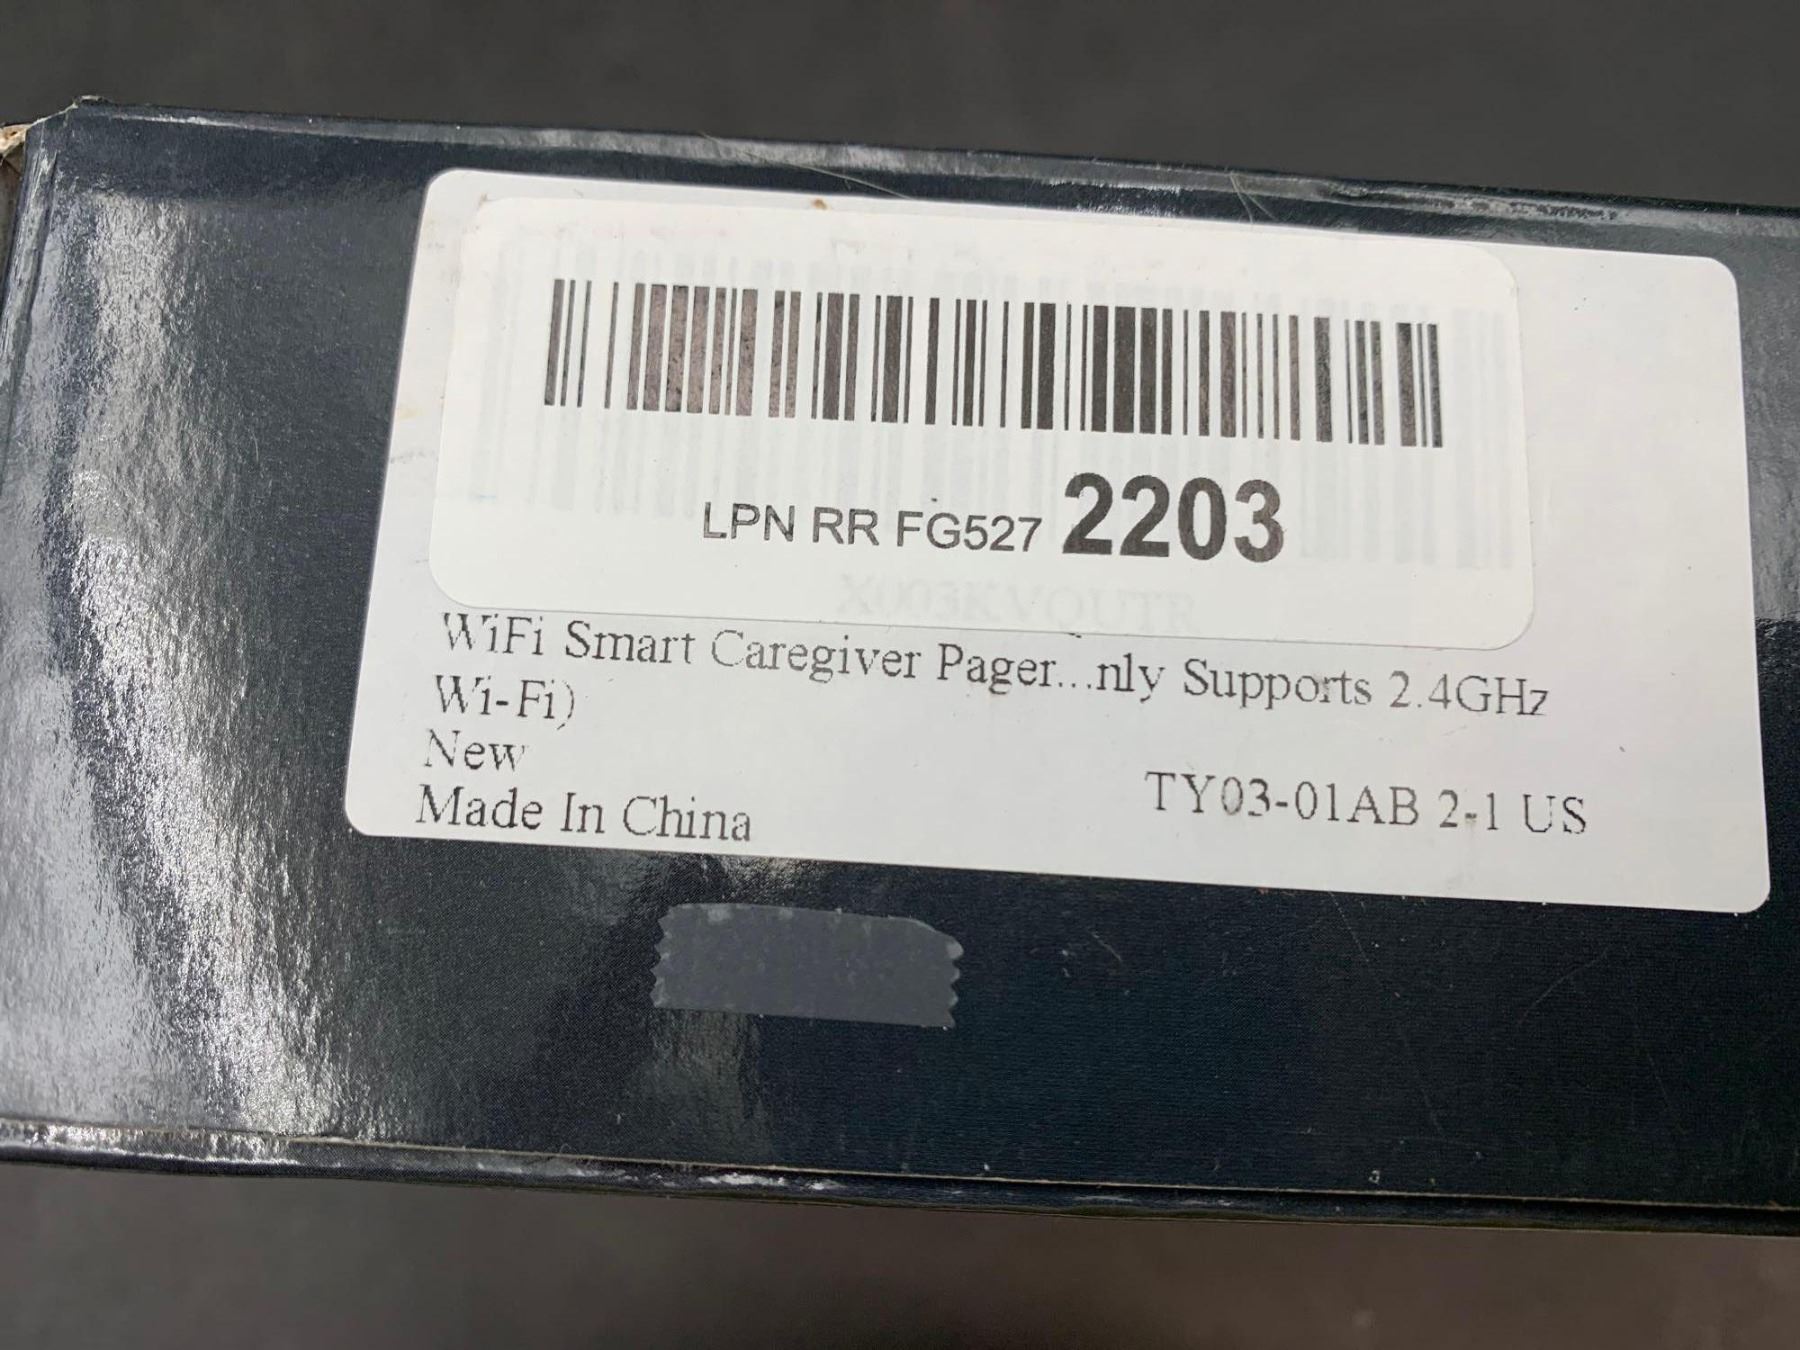 LPN RR FG527 2203
X003KVQUTR
WiFi Smart Caregiver Pager...nly Supports 2.4GHz
Wi-Fi)
New
Made In China
TY03-01AB 2-1 US